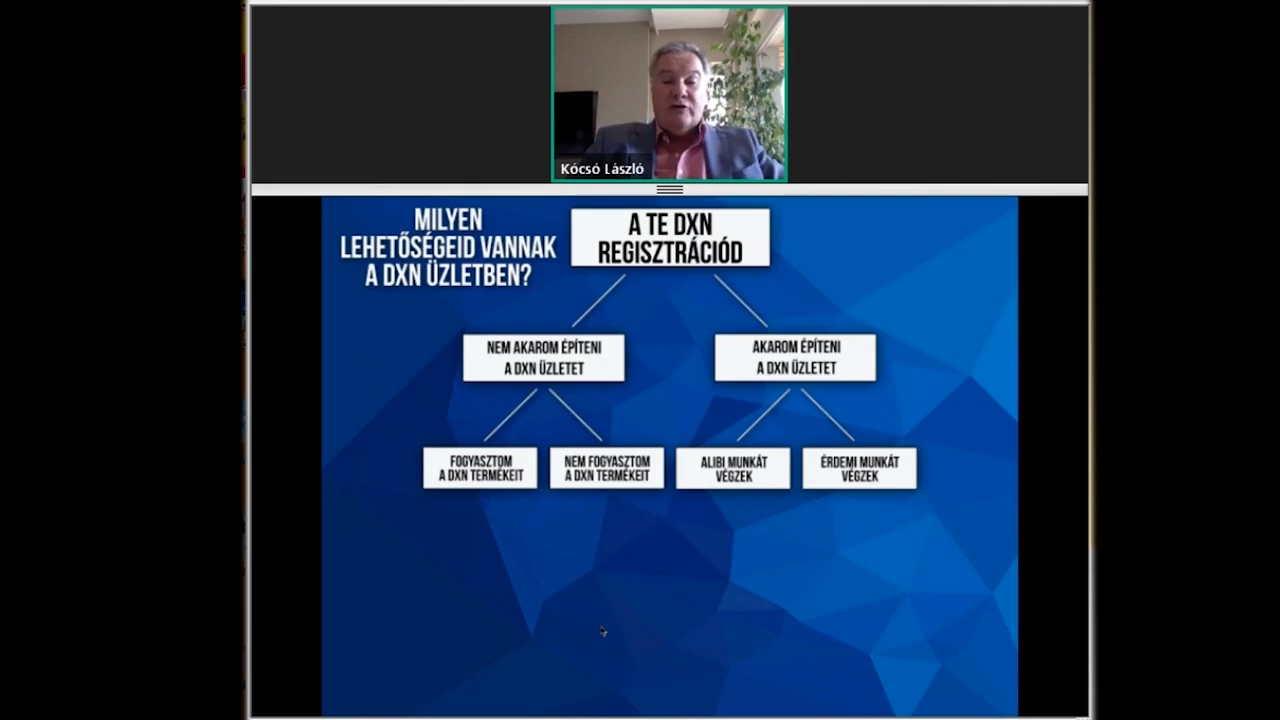 Kócsó László
MILYEN
LEHETŐSÉGEID VANNAK
A DXN ÜZLETBEN?
A TE DXN
REGISZTRÁCIÓD
NEM AKAROM ÉPÍTENI
A DXN ÜZLETET
AKAROM ÉPÍTENI
A DXN ÜZLETET
FOGYASZTOM
A DXN TERMÉKEIT
NEM FOGYASZTOM
A DXN TERMÉKEIT
ALIBI MUNKÁT
VÉGZEK
ÉRDEMI MUNKÁT
VÉGZEK